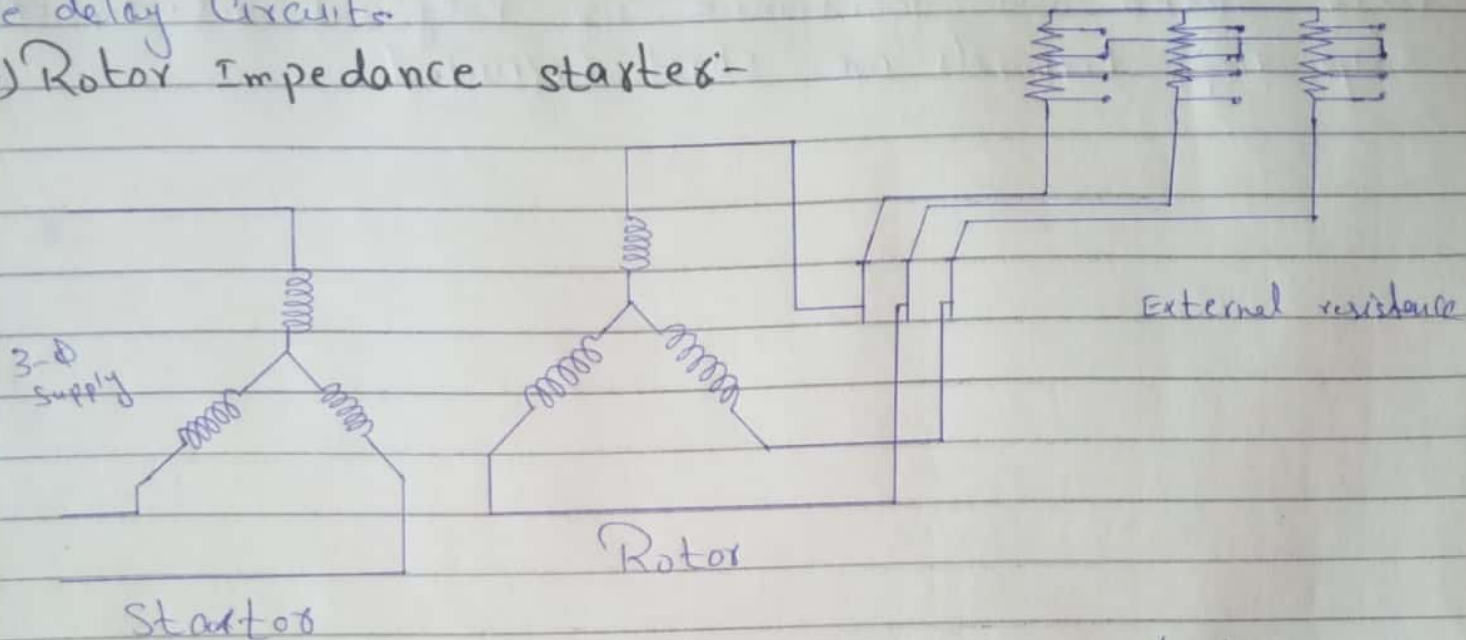 e delay Circuits.
) Rotor Impedance starter:-
External resistance
3-Φ
supply
Rotor
Stator